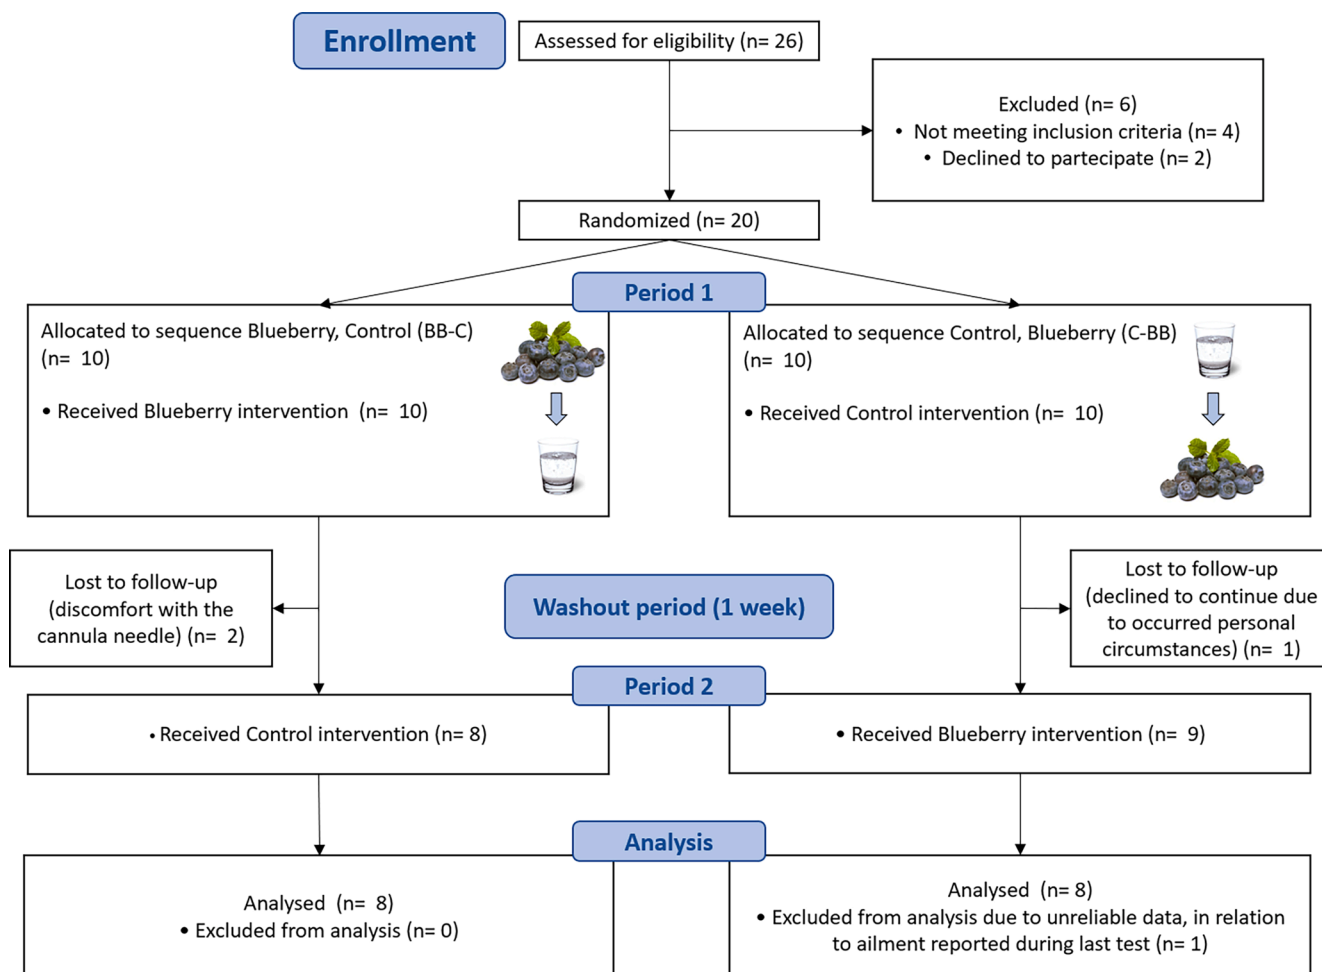 Enrollment
Assessed for eligibility (n= 26)
Excluded (n= 6)
• Not meeting inclusion criteria (n= 4)
• Declined to partecipate (n= 2)
Randomized (n= 20)
Period 1
Allocated to sequence Blueberry, Control (BB-C)
(n= 10)
• Received Blueberry intervention (n= 10)
Allocated to sequence Control, Blueberry (C-BB)
(n= 10)
• Received Control intervention (n= 10)
Lost to follow-up
(discomfort with the
cannula needle) (n= 2)
Washout period (1 week)
Lost to follow-up
(declined to continue due
to occurred personal
circumstances) (n= 1)
Period 2
• Received Control intervention (n= 8)
• Received Blueberry intervention (n= 9)
Analysis
Analysed (n= 8)
• Excluded from analysis (n= 0)
Analysed (n= 8)
• Excluded from analysis due to unreliable data, in relation
to ailment reported during last test (n= 1)